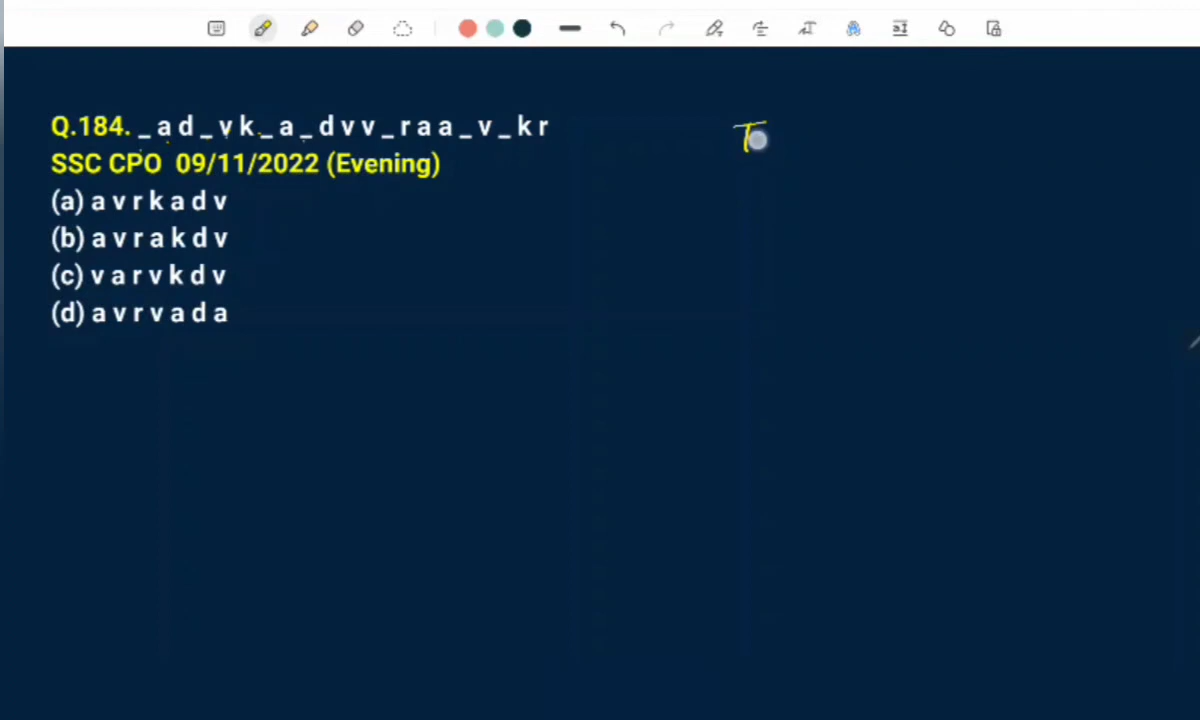 Q.184. _ a d _ v k _ a _ d v v _ r a a _ v _ k r
SSC CPO 09/11/2022 (Evening)
(a) a v r k a d v
(b) a v r a k d v
(c) v a r v k d v
(d) a v r v a d a
T